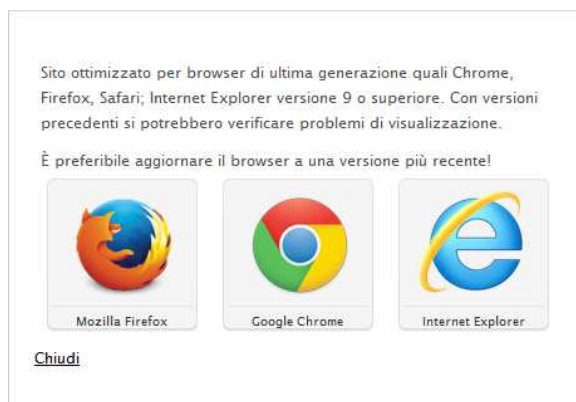 Sito ottimizzato per browser di ultima generazione quali Chrome,
Firefox, Safari; Internet Explorer versione 9 o superiore. Con versioni
precedenti si potrebbero verificare problemi di visualizzazione.
È preferibile aggiornare il browser a una versione più recente!
Mozilla Firefox
Google Chrome
Internet Explorer
Chiudi